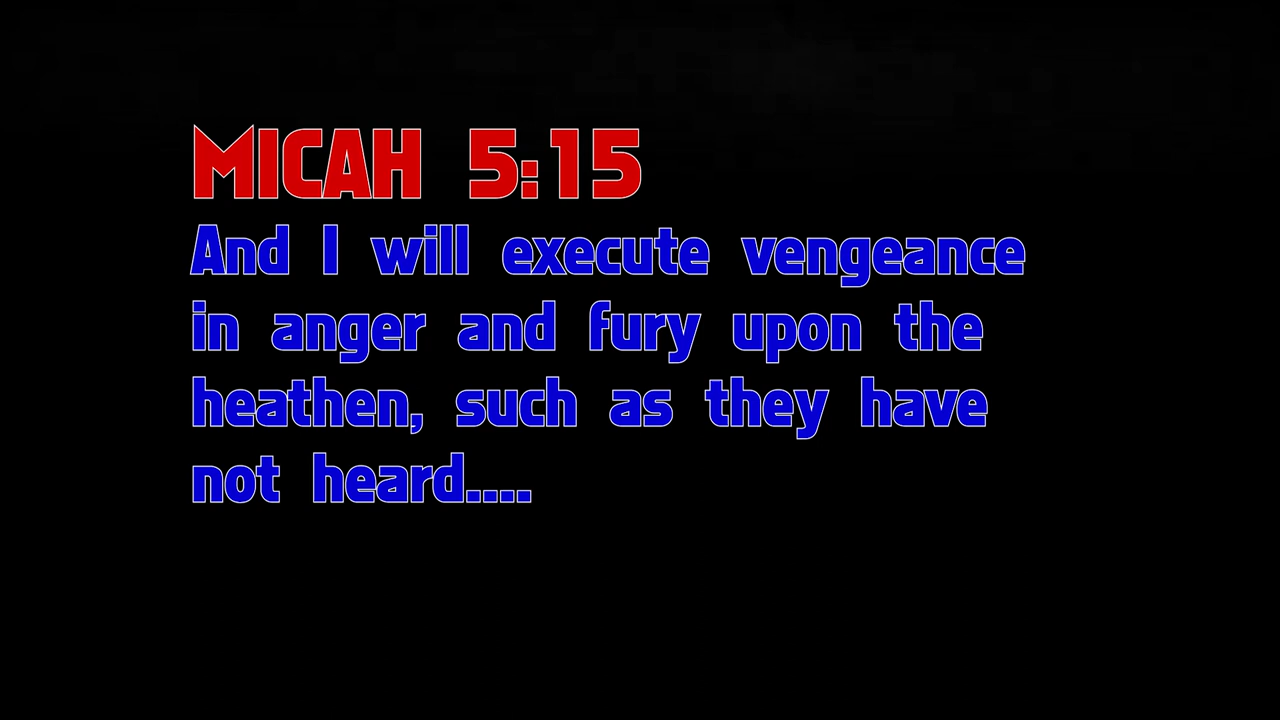 MICAH 5:15
And I will execute vengeance
in anger and fury upon the
heathen, such as they have
not heard....